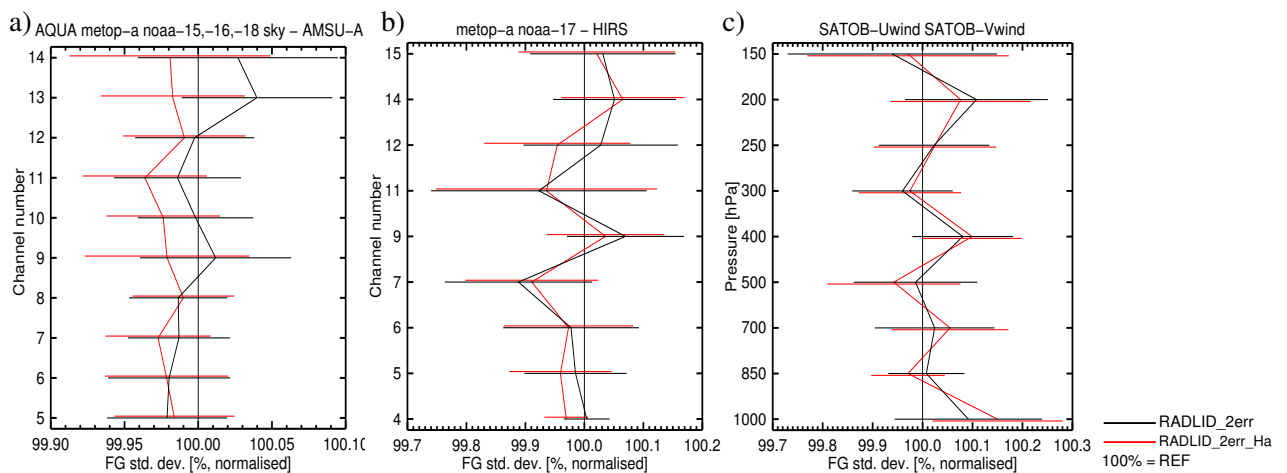 a) AQUA metop-a noaa-15,-16,-18 sky - AMSU-A
14
13
12
11
10
9
8
7
6
5
Channel number
99.90 99.95 100.0 100.05 100.10
FG std. dev. [%, normalised]
b) metop-a noaa-17 - HIRS
15
14
12
11
9
7
6
5
4
Channel number
99.7 99.8 99.9 100.0 100.1 100.2
FG std. dev. [%, normalised]
c) SATOB-Uwind SATOB-Vwind
150
200
250
300
400
500
700
850
1000
Pressure [hPa]
99.7 99.8 99.9 100.0 100.1 100.2 100.3
FG std. dev. [%, normalised]
RADLID_2err
RADLID_2err_Ha
100% = REF